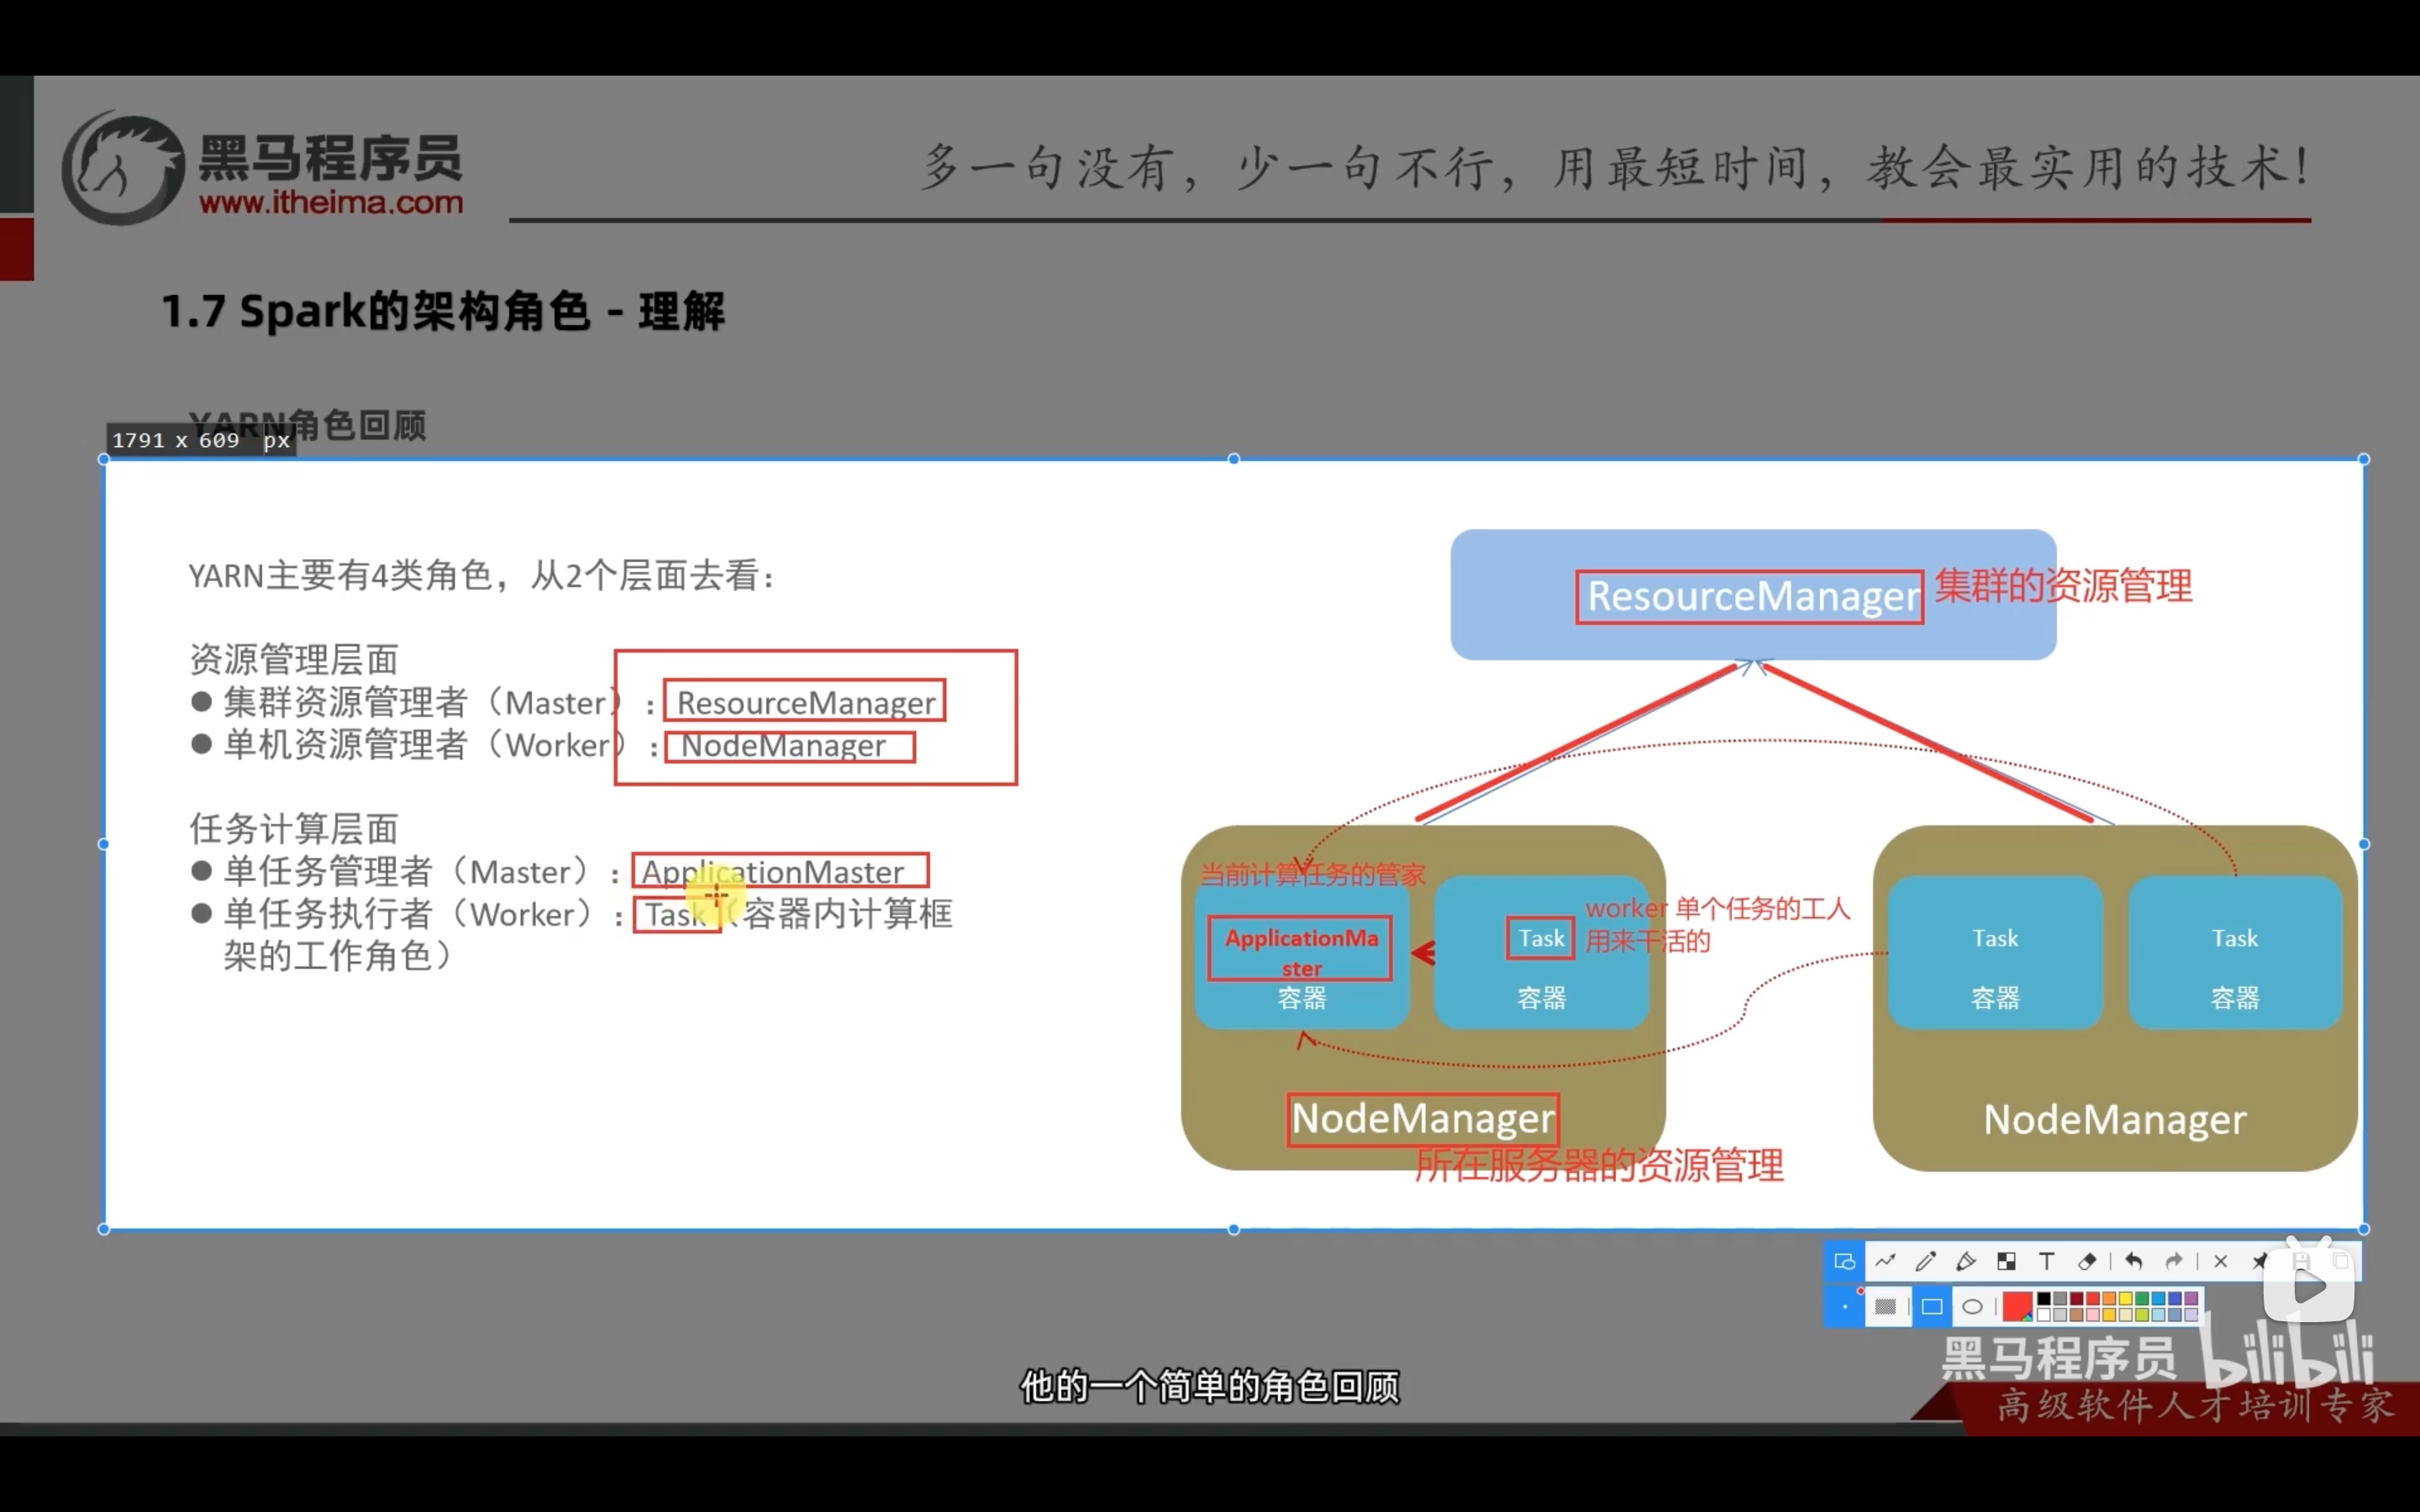 黑马程序员
www.itheima.com
多一句没有，少一句不行，用最短时间，教会最实用的技术！
1.7 Spark的架构角色 - 理解
YARN角色回顾
1791 x 609 px
YARN主要有4类角色，从2个层面去看：
资源管理层面
● 集群资源管理者（Master）：ResourceManager
● 单机资源管理者（Worker）：NodeManager
任务计算层面
● 单任务管理者（Master）：ApplicationMaster
● 单任务执行者（Worker）：Task（容器内计算框
架的工作角色）
ResourceManager
集群的资源管理
当前计算任务的管家
ApplicationMa
ster
容器
Task
容器
worker 单个任务的工人
用来干活的
NodeManager
所在服务器的资源管理
Task
容器
Task
容器
NodeManager
T
他的一个简单的角色回顾
黑马程序员
bilibili
高级软件人才培训专家